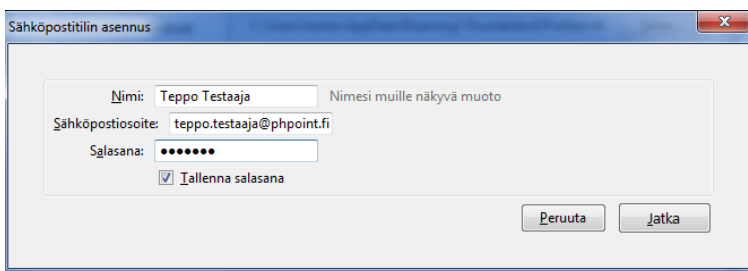 Sähköpostitilin asennus
Nimi: Teppo Testaaja Nimesi muille näkyvä muoto
Sähköpostiosoite: teppo.testaaja@phpoint.fi
Salasana: •••••••
Tallenna salasana
Peruuta Jatka